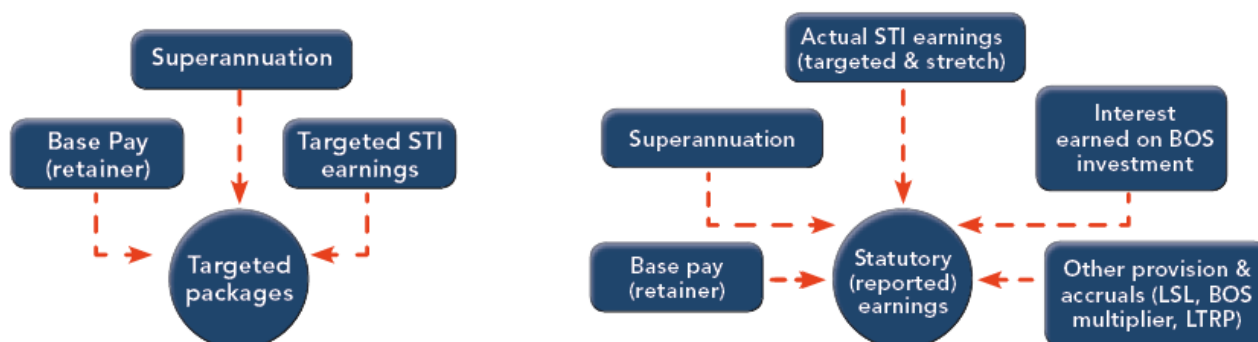 Superannuation
Base Pay
(retainer)
Targeted STI
earnings
Targeted
packages
Actual STI earnings
(targeted & stretch)
Superannuation
Interest
earned on BOS
investment
Base pay
(retainer)
Statutory
(reported)
earnings
Other provision &
accruals (LSL, BOS
multiplier, LTRP)